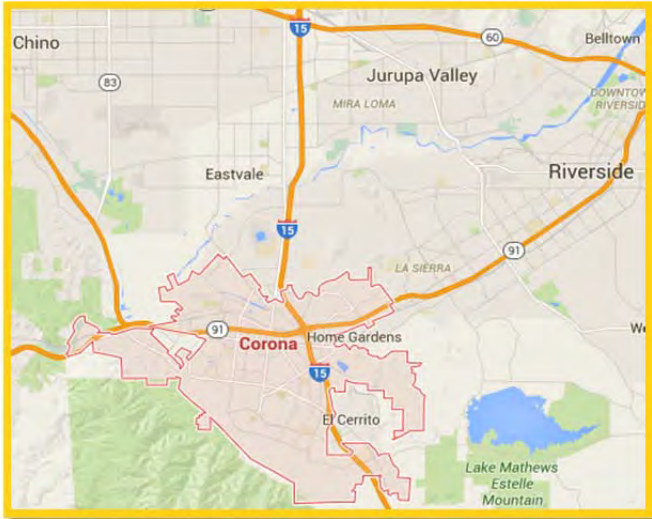 15
60
Chino
Belltown
83
Jurupa Valley
DOWNTOWN
RIVERSIDE
MIRA LOMA
Eastvale
Riverside
15
91
LA SIERRA
91
Home Gardens
Corona
15
El Cerrito
Lake Mathews
Estelle
Mountain